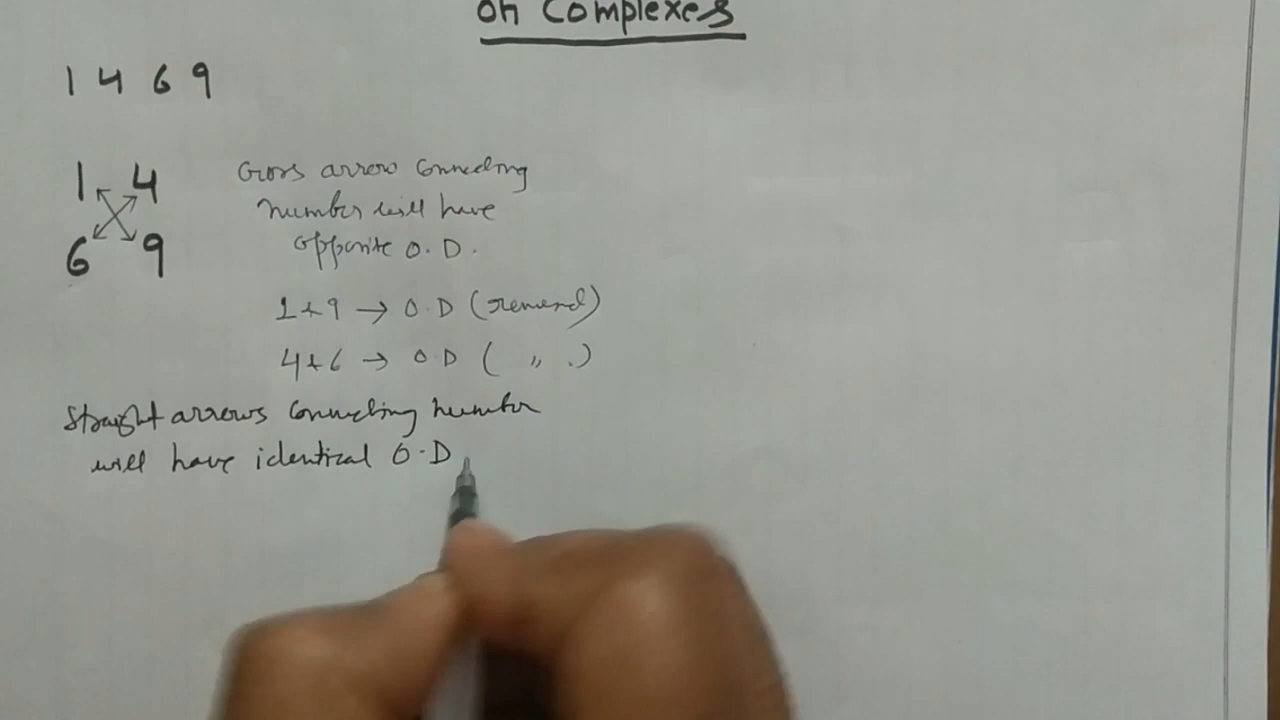 on Complexes
1 4 6 9
1 4
6 9
Cross arrow connecting
number will have
opposite O.D.
1 & 9 → O.D (reversed)
4 & 6 → O.D ( " . )
Straight arrows connecting number
will have identical O.D